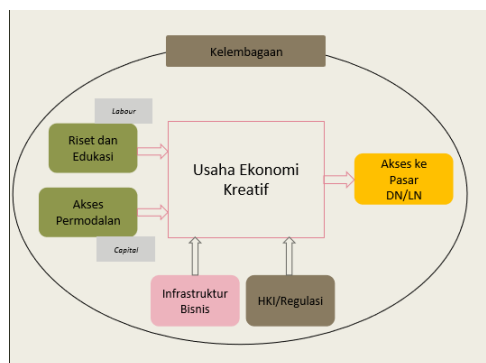 Kelembagaan
Labour
Riset dan
Edukasi
Usaha Ekonomi
Kreatif
Akses ke
Pasar
DN/LN
Akses
Permodalan
Capital
Infrastruktur
Bisnis
HKI/Regulasi